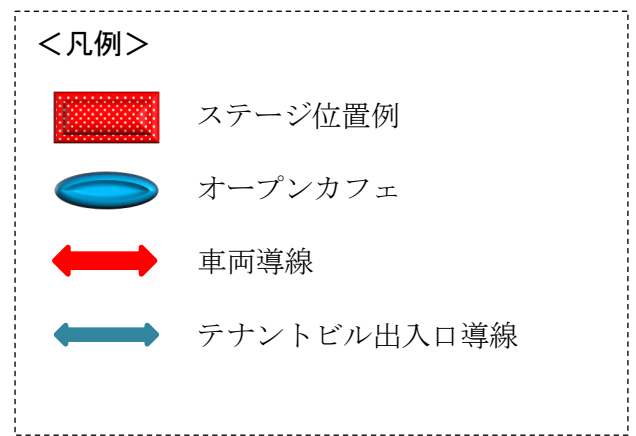 ＜凡例＞
ステージ位置例
オープンカフェ
車両導線
テナントビル出入口導線